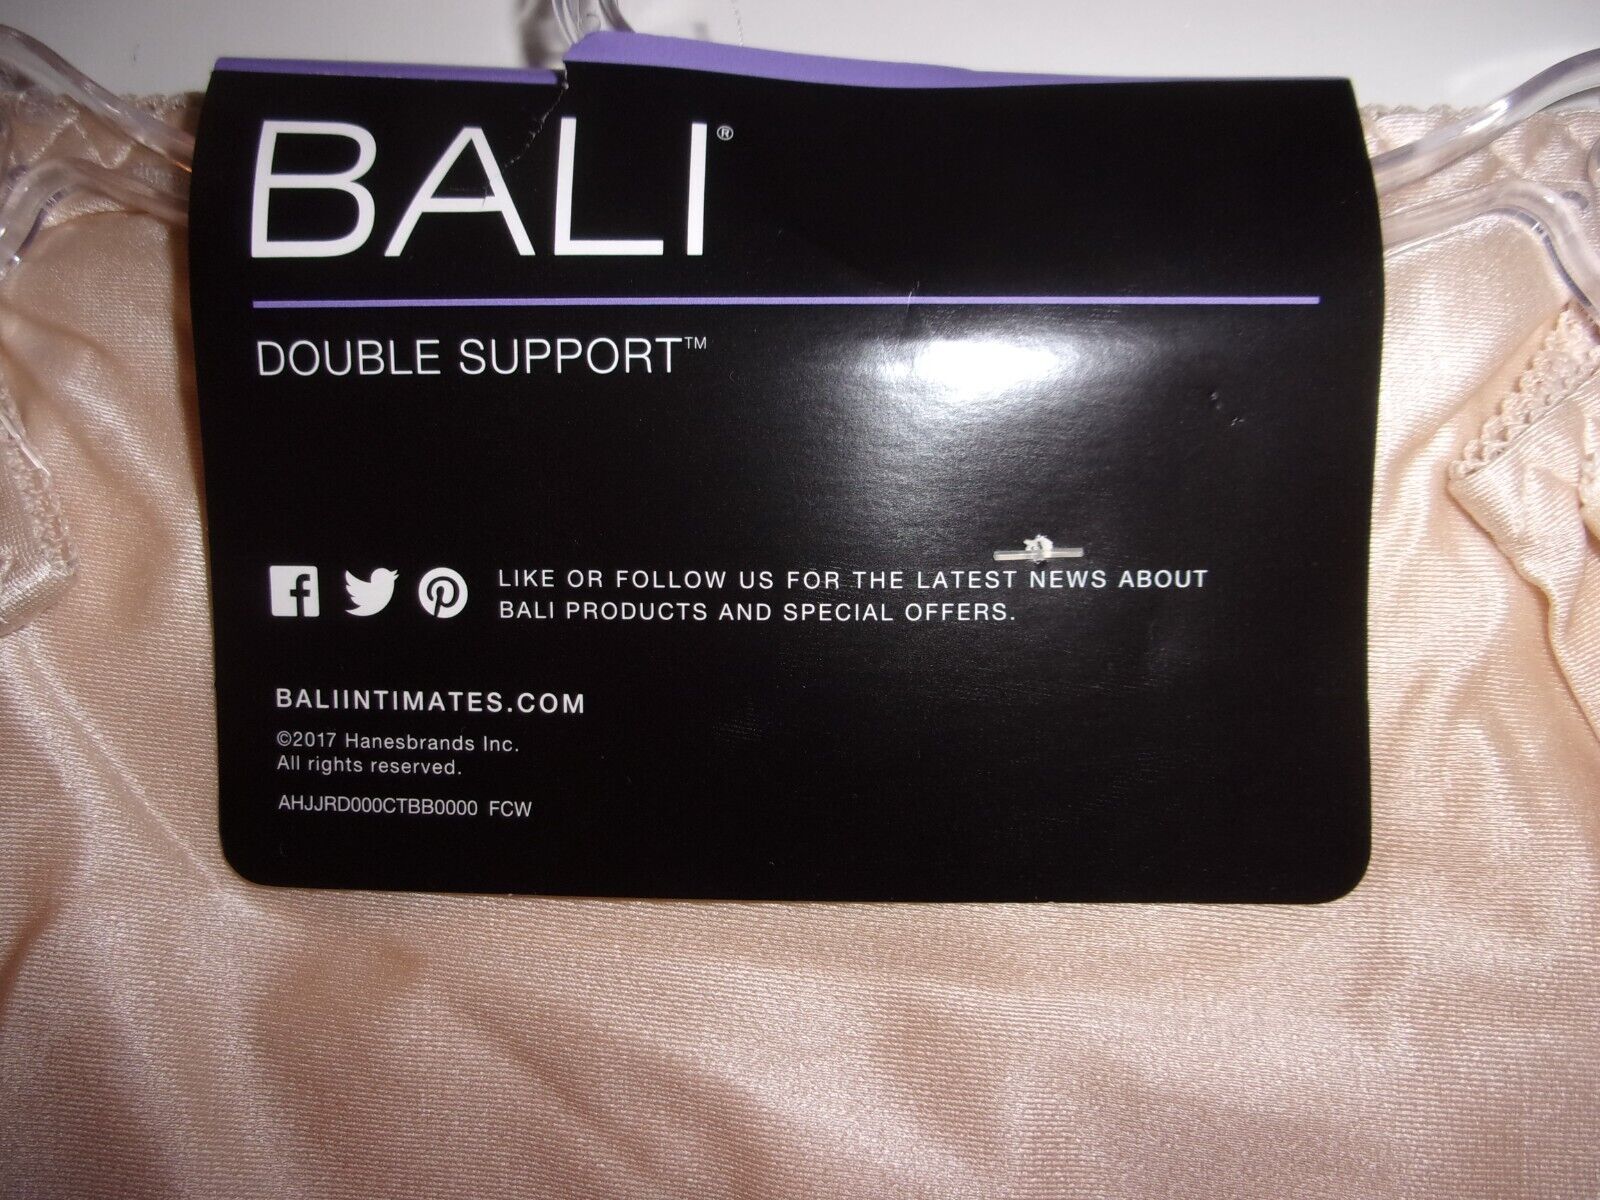 BALI®
DOUBLE SUPPORT™
LIKE OR FOLLOW US FOR THE LATEST NEWS ABOUT
BALI PRODUCTS AND SPECIAL OFFERS.
BALIINTIMATES.COM
©2017 Hanesbrands Inc.
All rights reserved.
AHJJRD000CTBB0000 FCW